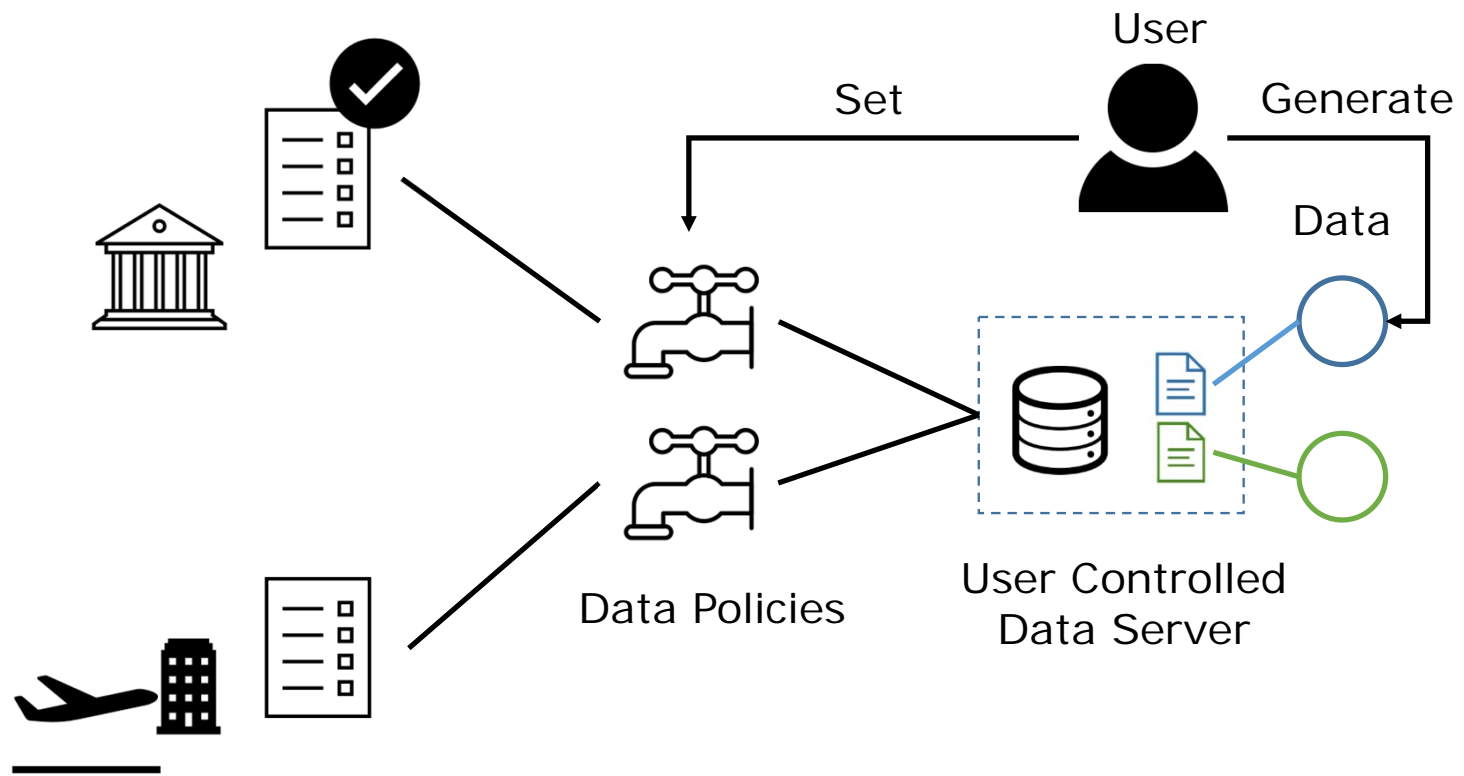 User
Set
Generate
Data
Data Policies
User Controlled
Data Server